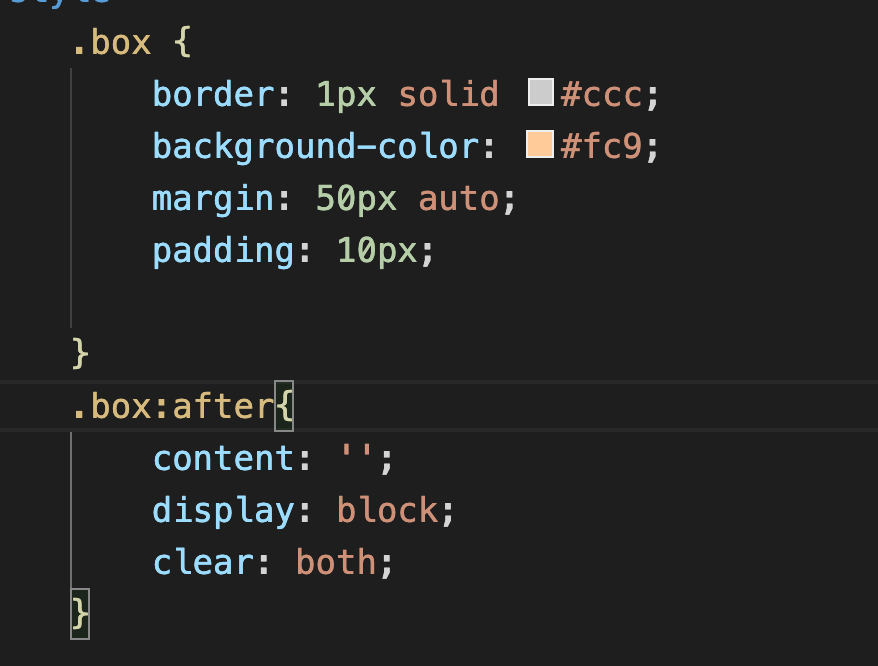 style
.box {
border: 1px solid #ccc;
background-color: #fc9;
margin: 50px auto;
padding: 10px;
}
.box:after{
content: '';
display: block;
clear: both;
}